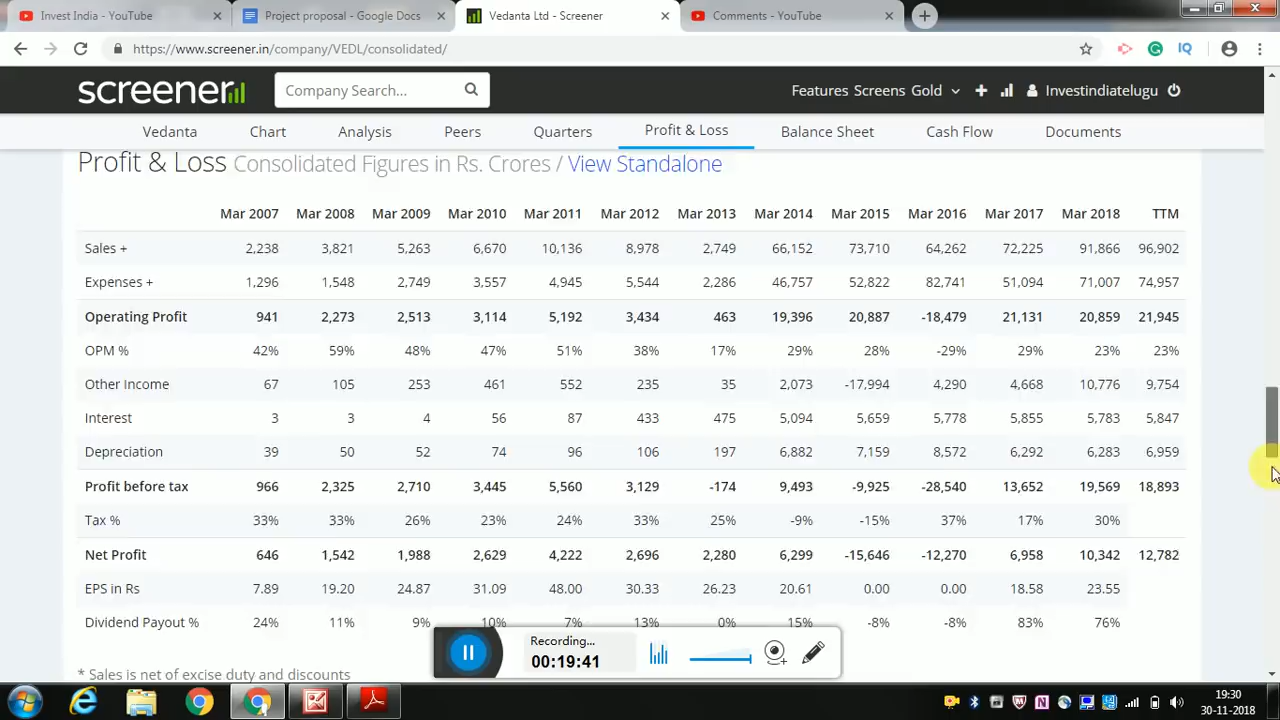 Invest India - YouTube
Project proposal - Google Docs
Vedanta Ltd - Screener
Comments - YouTube
https://www.screener.in/company/VEDL/consolidated/
screener
Company Search...
Features Screens Gold
Investindiatelugu
Vedanta Chart Analysis Peers Quarters Profit & Loss Balance Sheet Cash Flow Documents
Profit & Loss Consolidated Figures in Rs. Crores / View Standalone
Mar 2007 Mar 2008 Mar 2009 Mar 2010 Mar 2011 Mar 2012 Mar 2013 Mar 2014 Mar 2015 Mar 2016 Mar 2017 Mar 2018 TTM
Sales + 2,238 3,821 5,263 6,670 10,136 8,978 2,749 66,152 73,710 64,262 72,225 91,866 96,902
Expenses + 1,296 1,548 2,749 3,557 4,945 5,544 2,286 46,757 52,822 82,741 51,094 71,007 74,957
Operating Profit 941 2,273 2,513 3,114 5,192 3,434 463 19,396 20,887 -18,479 21,131 20,859 21,945
OPM % 42% 59% 48% 47% 51% 38% 17% 29% 28% -29% 29% 23% 23%
Other Income 67 105 253 461 552 235 35 2,073 -17,994 4,290 4,668 10,776 9,754
Interest 3 3 4 56 87 433 475 5,094 5,659 5,778 5,855 5,783 5,847
Depreciation 39 50 52 74 96 106 197 6,882 7,159 8,572 6,292 6,283 6,959
Profit before tax 966 2,325 2,710 3,445 5,560 3,129 -174 9,493 -9,925 -28,540 13,652 19,569 18,893
Tax % 33% 33% 26% 23% 24% 33% 25% -9% -15% 37% 17% 30%
Net Profit 646 1,542 1,988 2,629 4,222 2,696 2,280 6,299 -15,646 -12,270 6,958 10,342 12,782
EPS in Rs 7.89 19.20 24.87 31.09 48.00 30.33 26.23 20.61 0.00 0.00 18.58 23.55
Dividend Payout % 24% 11% 9% 10% 7% 13% 0% 15% -8% -8% 83% 76%
Recording...
00:19:41
* Sales is net of excise duty and discounts
19:30
30-11-2018